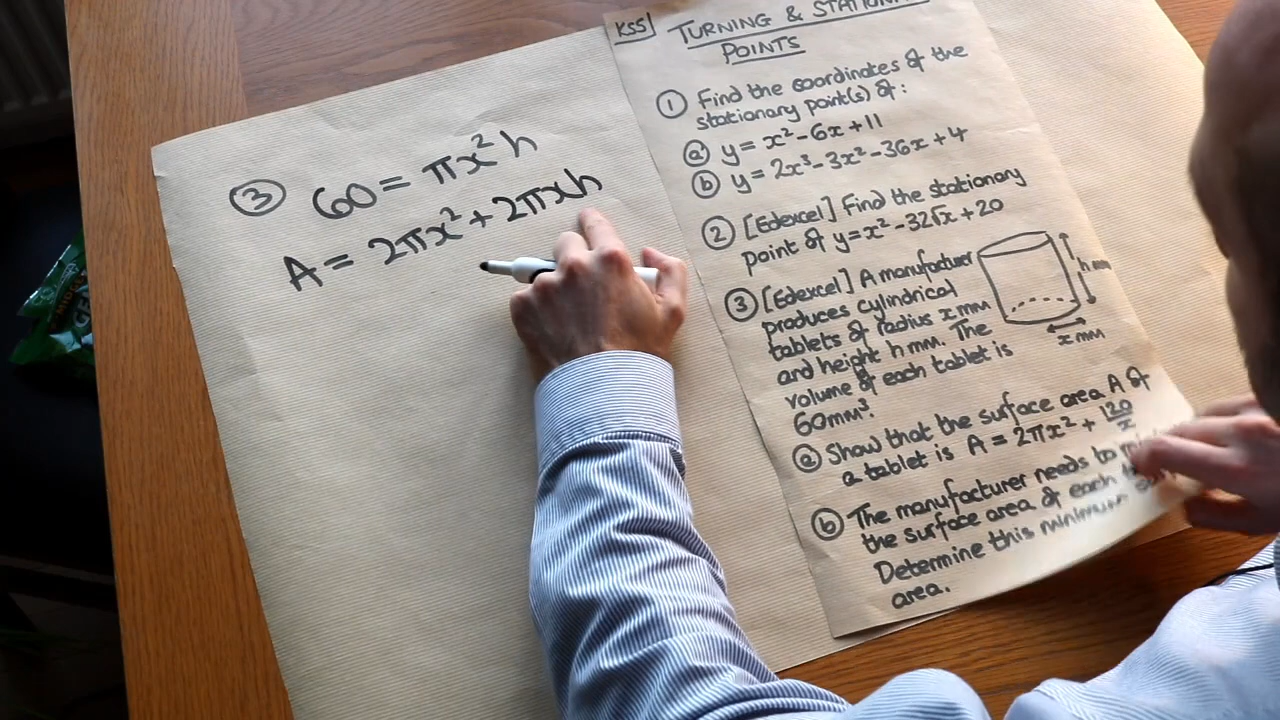 ③ 60 = πx²h
A = 2πx² + 2πxh
KS5
TURNING &
POINTS
① Find the coordinates of the
stationary point(s) of:
ⓐ y = x² - 6x + 11
ⓑ y = 2x³ - 3x² - 36x + 4
② [Edexcel] Find the stationary
point of y = x² - 32√x + 20
③ [Edexcel] A manufacturer
produces cylindrical
tablets of radius x mm
and height h mm. The
volume of each tablet is
60mm³.
h mm
x mm
ⓐ Show that the surface area A of
a tablet is A = 2πx² + 120/x
ⓑ The manufacturer needs to
the surface area of each
Determine this minimum
area.